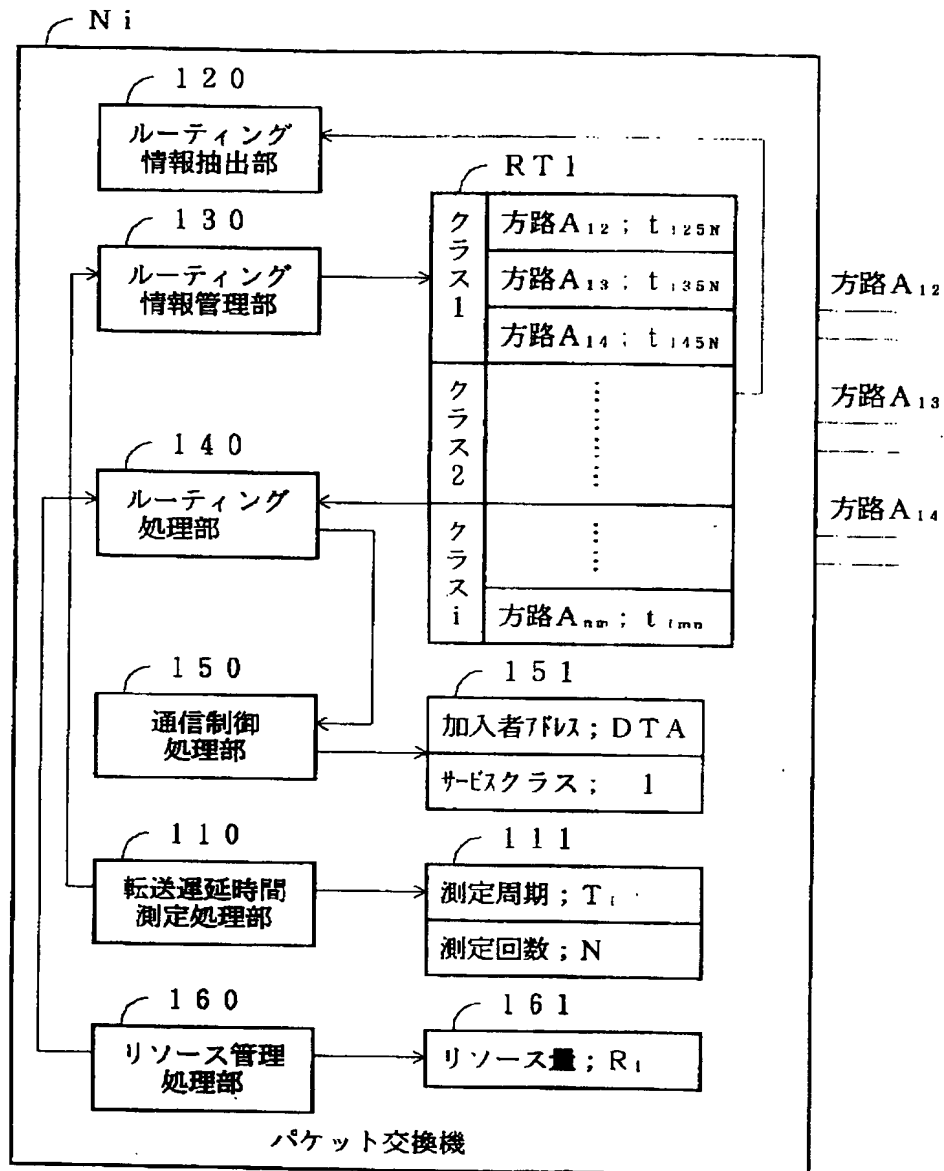 Ni
120
ルーティング
情報抽出部
RT1
130
ルーティング
情報管理部
クラス1
方路A₁₂；t₁₂₅N
方路A₁₃；t₁₃₅N
方路A₁₄；t₁₄₅N
クラス2
クラスi
方路Anm；
方路A₁₂
方路A₁₃
方路A₁₄
140
ルーティング
処理部
150
通信制御
処理部
151
加入者アドレス；DTA
サービスクラス； 1
110
転送遅延時間
測定処理部
111
測定周期；T
測定回数；N
160
リソース管理
処理部
161
リソース量；R₁
パケット交換機